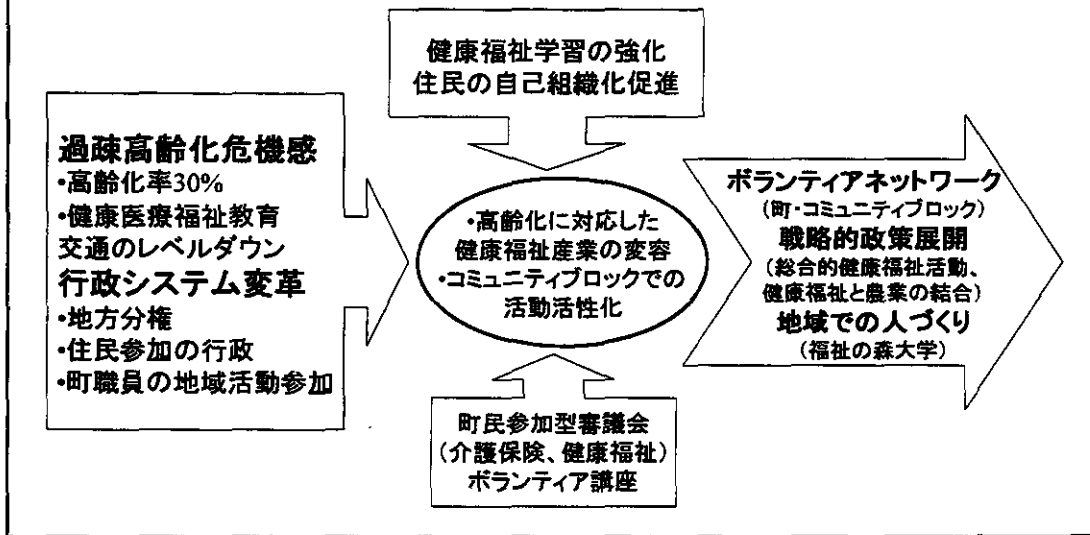 健康福祉学習の強化
住民の自己組織化促進
過疎高齢化危機感
・高齢化率30%
・健康医療福祉教育
交通のレベルダウン
行政システム変革
・地方分権
・住民参加の行政
・町職員の地域活動参加
・高齢化に対応した
健康福祉産業の変容
・コミュニティブロックでの
活動活性化
町民参加型審議会
(介護保険、健康福祉)
ボランティア講座
ボランティアネットワーク
(町・コミュニティブロック)
戦略的政策展開
(総合的健康福祉活動、
健康福祉と農業の結合)
地域での人づくり
(福祉の森大学)